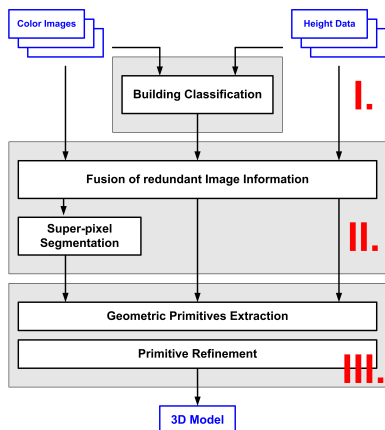 Color Images
Height Data
Building Classification
I.
Fusion of redundant Image Information
Super-pixel
Segmentation
II.
Geometric Primitives Extraction
Primitive Refinement
III.
3D Model